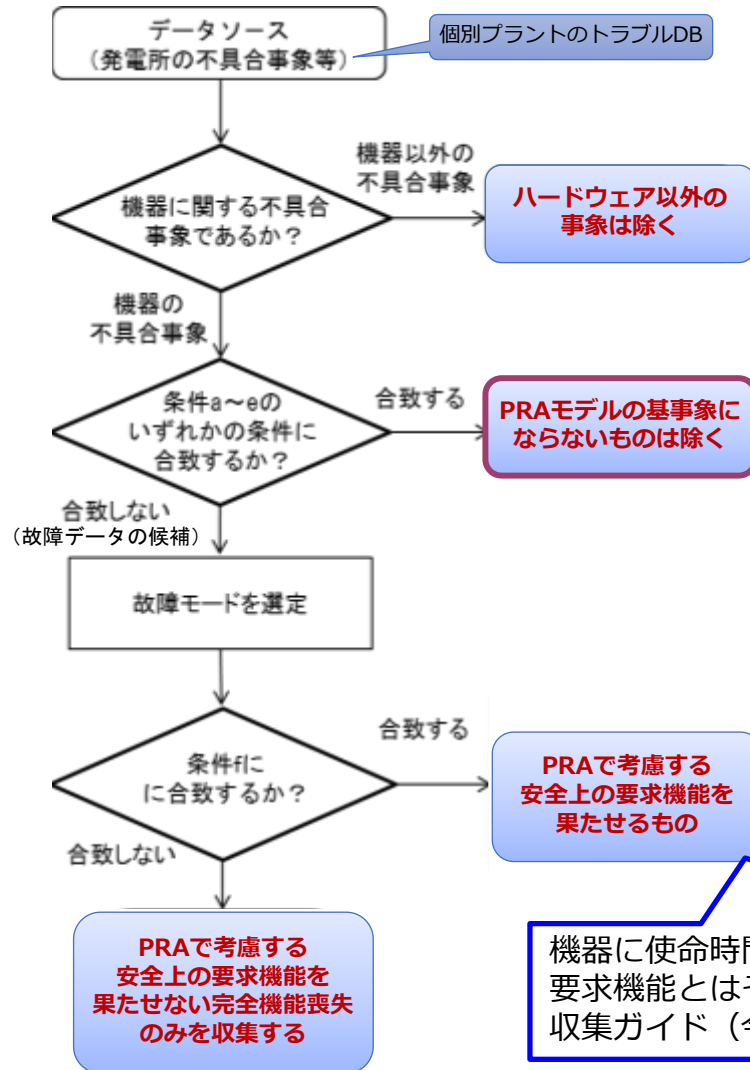 データソース
(発電所の不具合事象等)
個別プラントのトラブルDB
機器に関する不具合
事象であるか？
機器以外の
不具合事象
ハードウェア以外の
事象は除く
機器の
不具合事象
条件a～eの
いずれかの条件に
合致するか？
合致する
PRAモデルの基事象に
ならないものは除く
合致しない
（故障データの候補）
故障モードを選定
条件fに
に合致するか？
合致する
PRAで考慮する
安全上の要求機能を
果たせるもの
合致しない
PRAで考慮する
安全上の要求機能を
果たせない完全機能喪失
のみを収集する
機器に使命時
要求機能とは
収集ガイド（